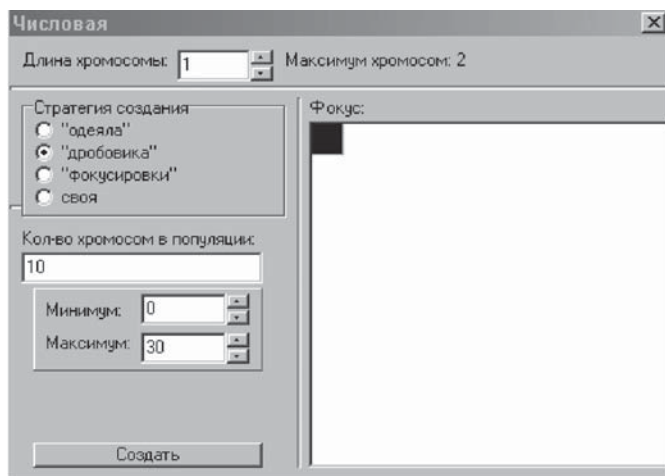 Числовая
Длина хромосомы: 1 Максимум хромосом: 2
Стратегия создания
"одеяла"
"дробовика"
"фокусировки"
своя
Кол-во хромосом в популяции:
10
Минимум: 0
Максимум: 30
Создать
Фокус: